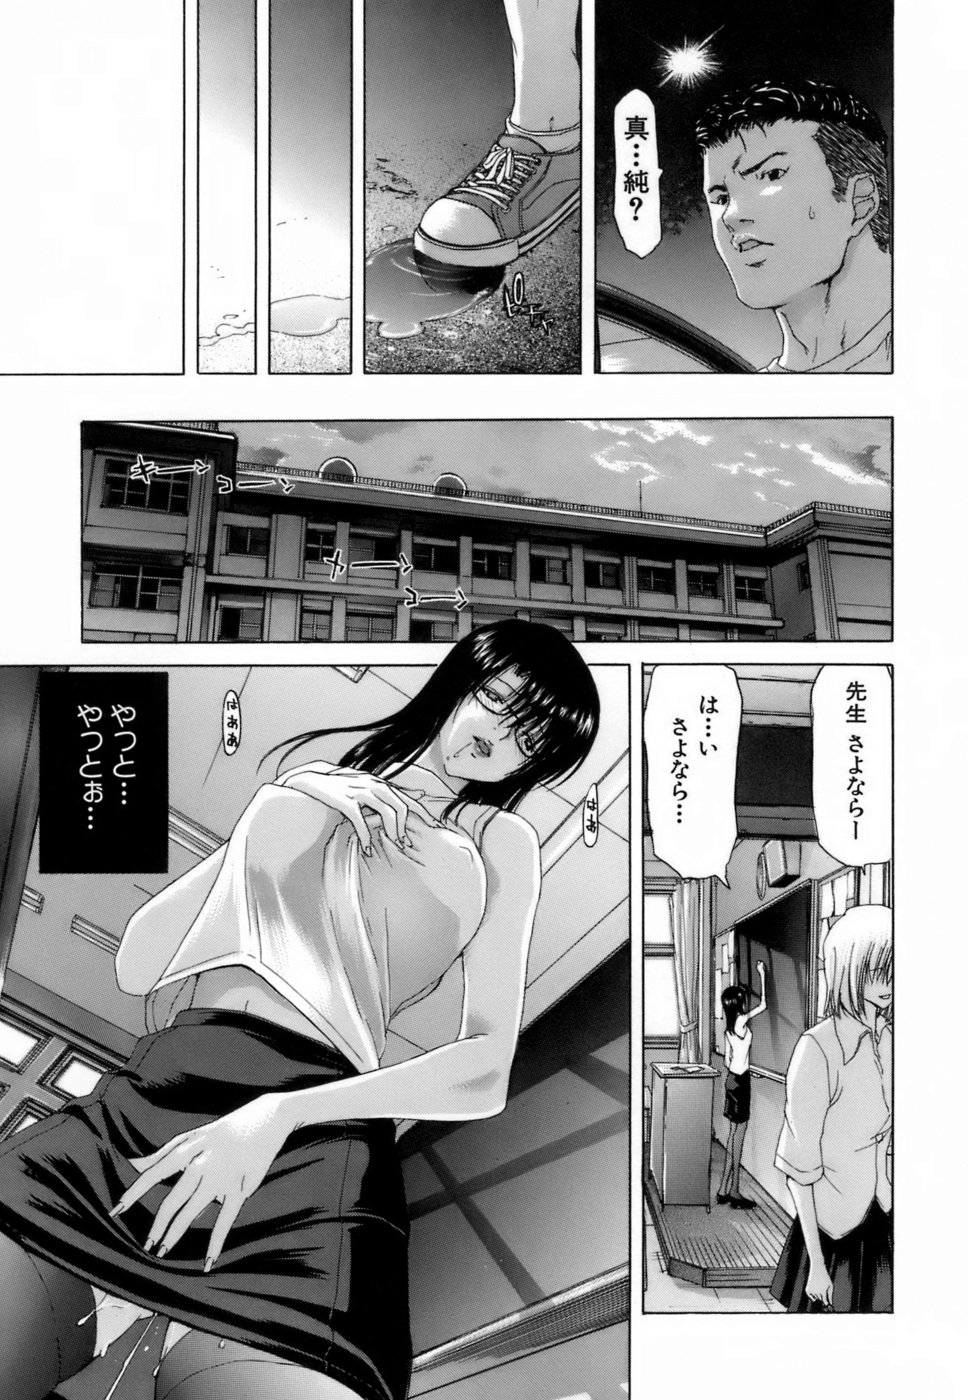 真…純？
ピチャ
キーン
コーン
カーン
コーン
先生 さよならー
は…い
さよなら…
はぁぁ
はぁ
やっと…
やっとぉ…